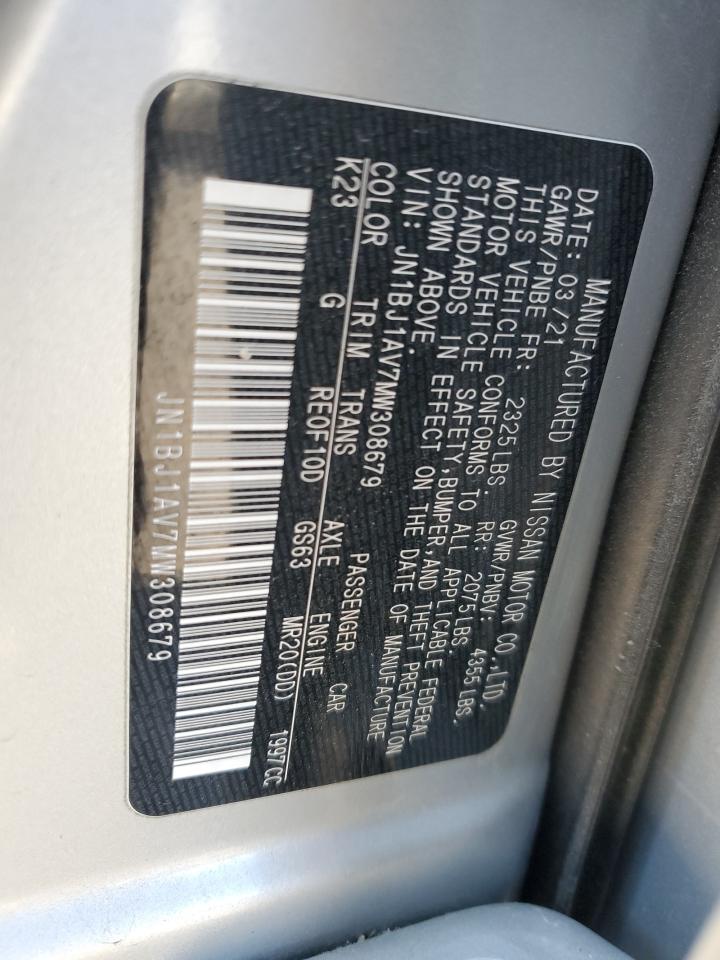 MANUFACTURED BY NISSAN MOTOR CO.,LTD.
DATE: 03/21 GVWR/PNBV: 4355LBS.
GAWR/PNBE FR: 2325LBS. RR: 2075LBS.
THIS VEHICLE CONFORMS TO ALL APPLICABLE FEDERAL
MOTOR VEHICLE SAFETY,BUMPER,AND THEFT PREVENTION
STANDARDS IN EFFECT ON THE DATE OF MANUFACTURE
SHOWN ABOVE.
VIN: JN1BJ1AV7MW308679 PASSENGER CAR
COLOR TRIM TRANS AXLE ENGINE
K23 G RE0F10D GS63 MR20(DD) 1997CC
JN1BJ1AV7MW308679